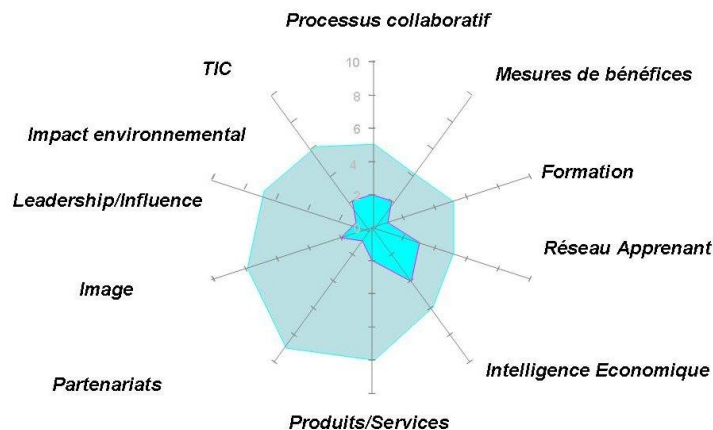 Processus collaboratif
TIC
Mesures de bénéfices
10
8
6
4
2
0
Impact environnemental
Formation
Leadership/Influence
Réseau Apprenant
Image
Intelligence Economique
Partenariats
Produits/Services